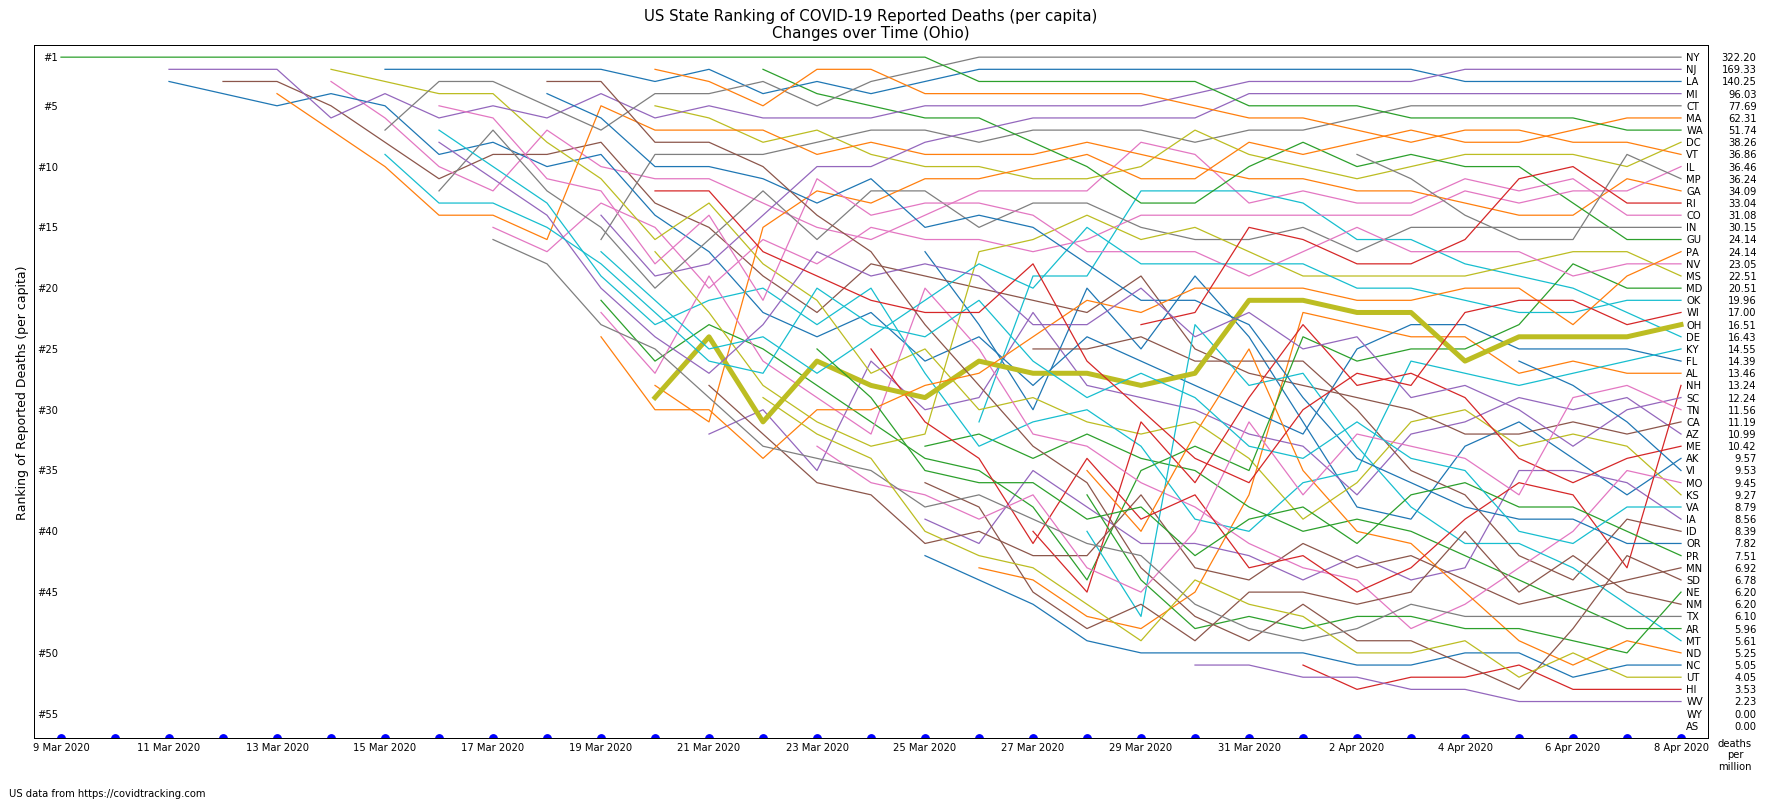 US State Ranking of COVID-19 Reported Deaths (per capita)
Changes over Time (Ohio)
Ranking of Reported Deaths (per capita)
#1
#5
#10
#15
#20
#25
#30
#35
#40
#45
#50
#55
NY 322.20
NJ 169.33
LA 140.25
MI 96.03
CT 77.69
MA 62.31
WA 51.74
DC 38.26
VT 36.86
IL 36.46
MP 36.24
GA 34.09
RI 33.04
CO 31.08
IN 30.15
GU 24.14
PA 24.14
NV 23.05
MS 22.51
MD 20.51
OK 19.96
WI 17.00
OH 16.51
DE 16.43
KY 14.55
FL 14.39
AL 13.46
NH 13.24
SC 12.24
TN 11.56
CA 11.19
AZ 10.99
ME 10.42
AK 9.57
VI 9.53
MO 9.45
KS 9.27
VA 8.79
IA 8.56
ID 8.39
OR 7.82
PR 7.51
MN 6.92
SD 6.78
NE 6.20
NM 6.20
TX 6.10
AR 5.96
MT 5.61
ND 5.25
NC 5.05
UT 4.05
HI 3.53
WV 2.23
WY 0.00
AS 0.00
9 Mar 2020 11 Mar 2020 13 Mar 2020 15 Mar 2020 17 Mar 2020 19 Mar 2020 21 Mar 2020 23 Mar 2020 25 Mar 2020 27 Mar 2020 29 Mar 2020 31 Mar 2020 2 Apr 2020 4 Apr 2020 6 Apr 2020 8 Apr 2020
deaths
per
million
US data from https://covidtracking.com